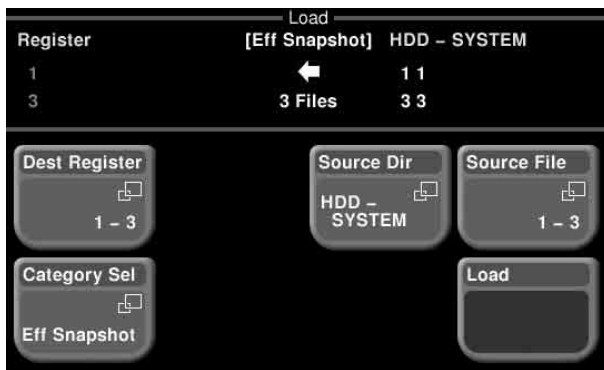 Load
Register [Eff Snapshot] HDD – SYSTEM
1 1 1
3 3 Files 3 3
Dest Register
1 – 3
Source Dir
HDD –
SYSTEM
Source File
1 – 3
Category Sel
Eff Snapshot
Load